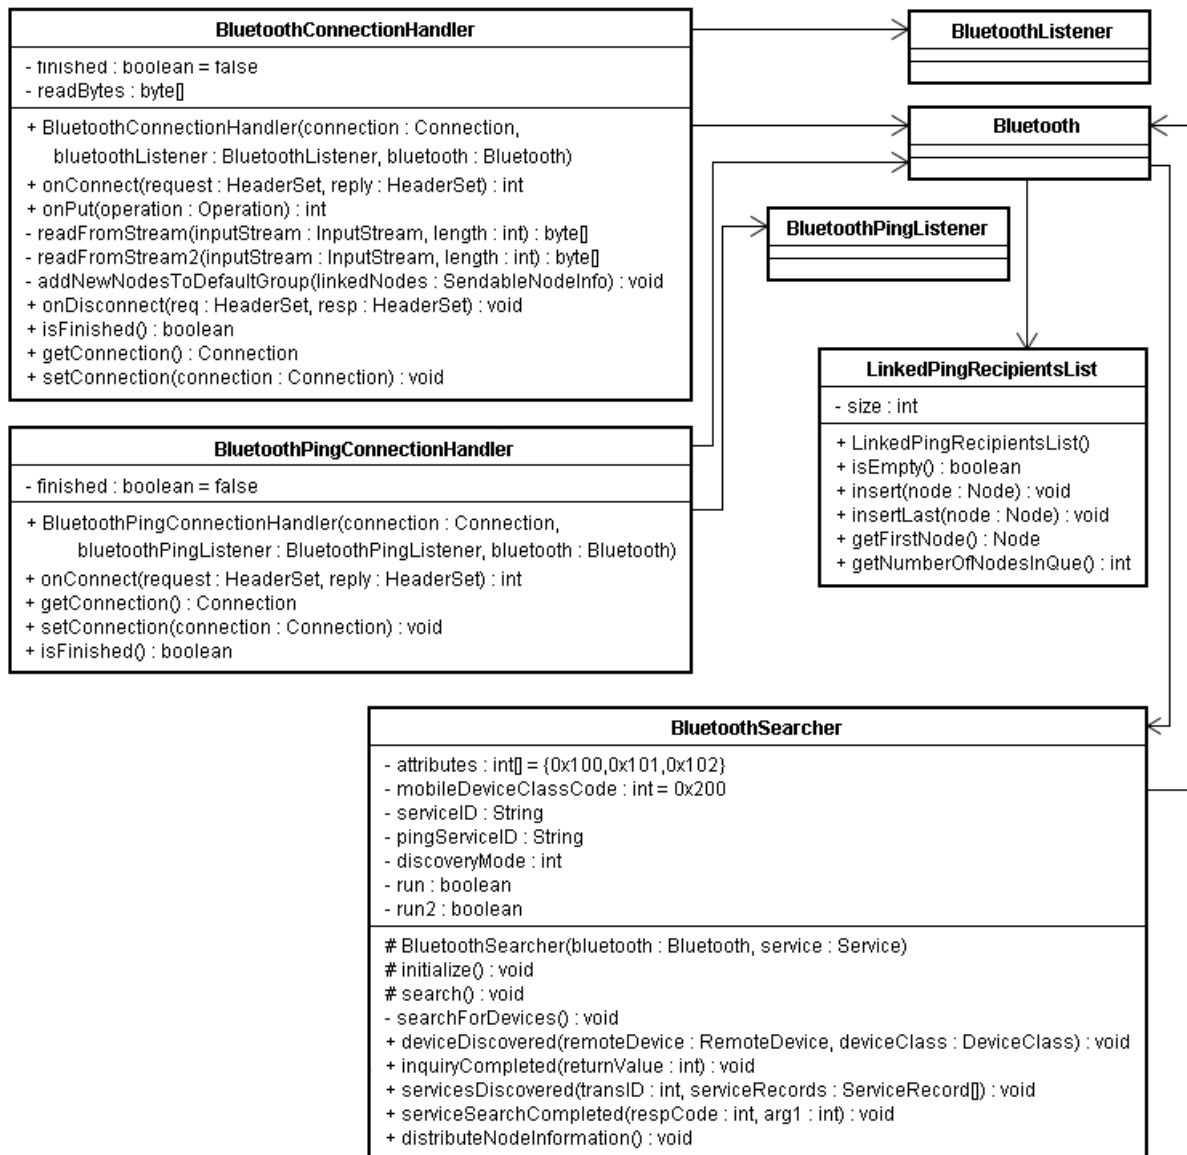 BluetoothConnectionHandler
- finished : boolean = false
- readBytes : byte[]
+ BluetoothConnectionHandler(connection : Connection,
bluetoothListener : BluetoothListener, bluetooth : Bluetooth)
+ onConnect(request : HeaderSet, reply : HeaderSet) : int
+ onPut(operation : Operation) : int
- readFromStream(inputStream : InputStream, length : int) : byte[]
- readFromStream2(inputStream : InputStream, length : int) : byte[]
- addNewNodesToDefaultGroup(linkedNodes : SendableNodeInfo) : void
+ onDisconnect(req : HeaderSet, resp : HeaderSet) : void
+ isFinished() : boolean
+ getConnection() : Connection
+ setConnection(connection : Connection) : void
BluetoothListener
Bluetooth
BluetoothPingListener
LinkedPingRecipientsList
- size : int
+ LinkedPingRecipientsList()
+ isEmpty() : boolean
+ insert(node : Node) : void
+ insertLast(node : Node) : void
+ getFirstNode() : Node
+ getNumberOfNodesInQue() : int
BluetoothPingConnectionHandler
- finished : boolean = false
+ BluetoothPingConnectionHandler(connection : Connection,
bluetoothPingListener : BluetoothPingListener, bluetooth : Bluetooth)
+ onConnect(request : HeaderSet, reply : HeaderSet) : int
+ getConnection() : Connection
+ setConnection(connection : Connection) : void
+ isFinished() : boolean
BluetoothSearcher
- attributes : int[] = {0x100,0x101,0x102}
- mobileDeviceClassCode : int = 0x200
- serviceID : String
- pingServiceID : String
- discoveryMode : int
- run : boolean
- run2 : boolean
# BluetoothSearcher(bluetooth : Bluetooth, service : Service)
# initialize() : void
# search() : void
- searchForDevices() : void
+ deviceDiscovered(remoteDevice : RemoteDevice, deviceClass : DeviceClass) : void
+ inquiryCompleted(returnValue : int) : void
+ servicesDiscovered(transID : int, serviceRecords : ServiceRecord[]) : void
+ serviceSearchCompleted(respCode : int, arg1 : int) : void
+ distributeNodeInformation() : void